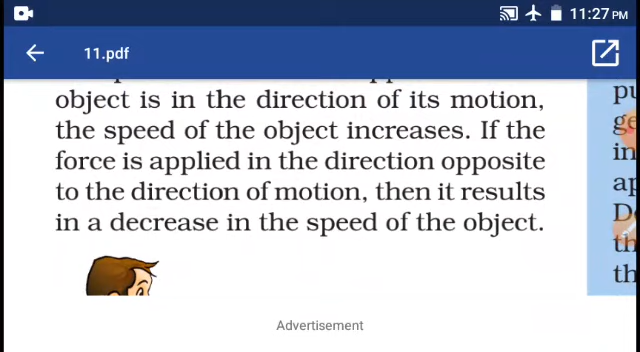 11:27 PM
11.pdf
object is in the direction of its motion,
the speed of the object increases. If the
force is applied in the direction opposite
to the direction of motion, then it results
in a decrease in the speed of the object.
Advertisement